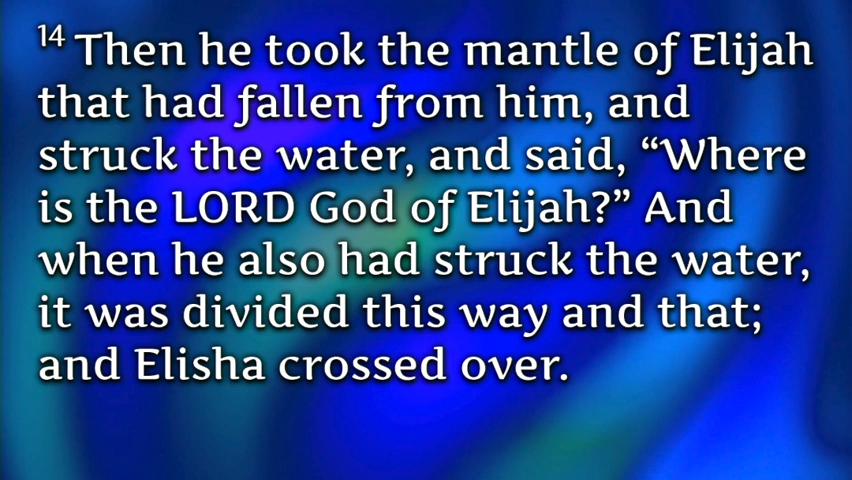 14 Then he took the mantle of Elijah
that had fallen from him, and
struck the water, and said, “Where
is the LORD God of Elijah?” And
when he also had struck the water,
it was divided this way and that;
and Elisha crossed over.